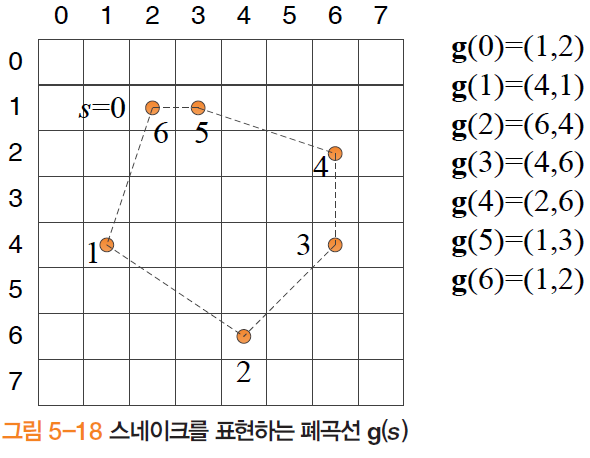 0 1 2 3 4 5 6 7
0
1
2
3
4
5
6
7
s=0
6
5
4
1
3
2
g(0)=(1,2)
g(1)=(4,1)
g(2)=(6,4)
g(3)=(4,6)
g(4)=(2,6)
g(5)=(1,3)
g(6)=(1,2)
그림 5-18 스네이크를 표현하는 폐곡선 g(s)